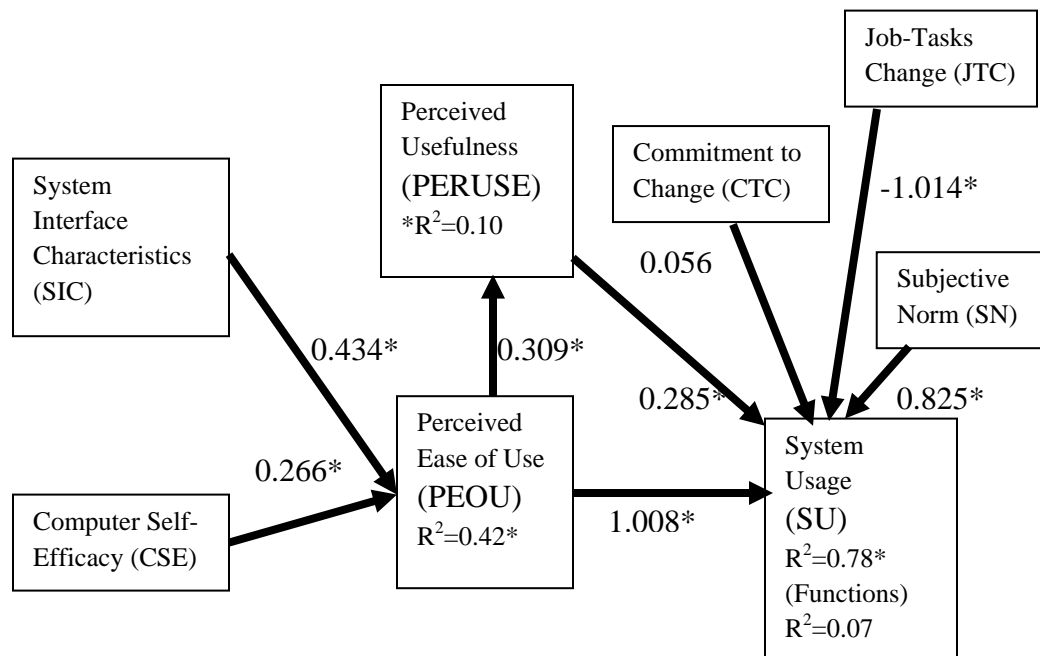 Job-Tasks
Change (JTC)
Perceived
Usefulness
(PERUSE)
*R²=0.10
Commitment to
Change (CTC)
-1.014*
System
Interface
Characteristics
(SIC)
0.056
Subjective
Norm (SN)
0.434*
0.309*
0.285*
0.825*
Perceived
Ease of Use
(PEOU)
R²=0.42*
0.266*
System
Usage
(SU)
R²=0.78*
(Functions)
R²=0.07
Computer Self-
Efficacy (CSE)
1.008*